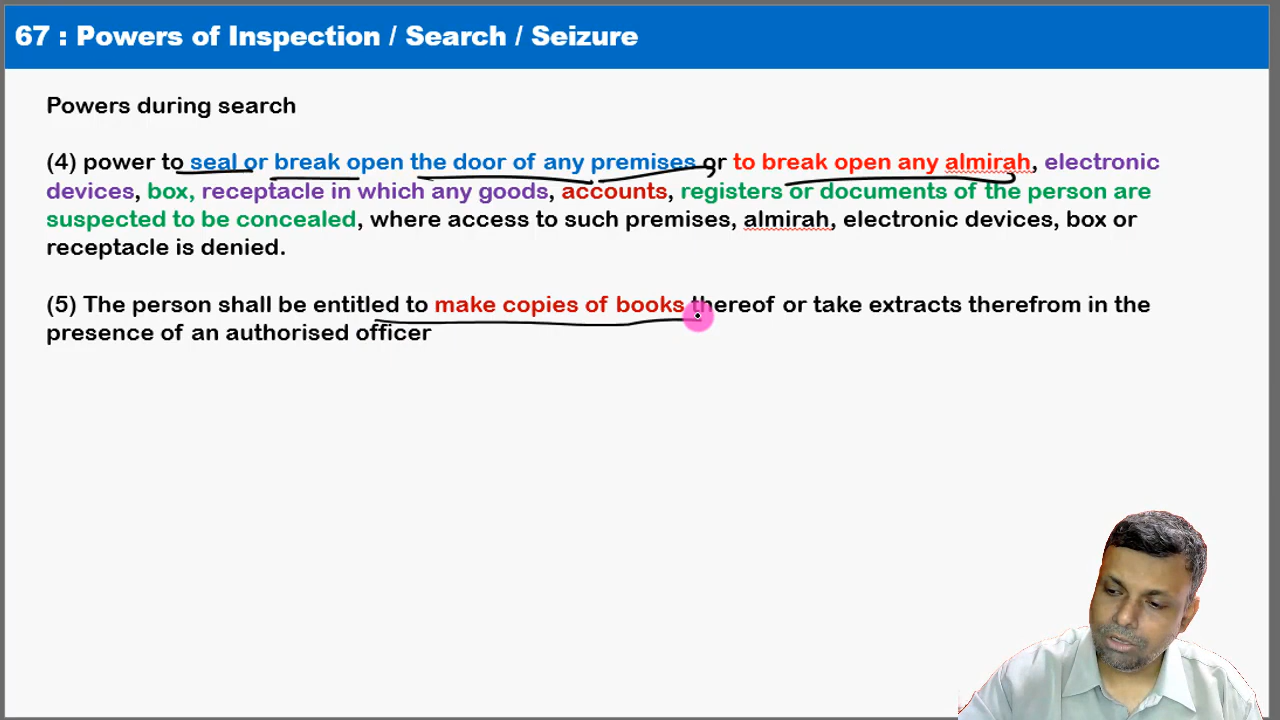 67 : Powers of Inspection / Search / Seizure
Powers during search
(4) power to seal or break open the door of any premises or to break open any almirah, electronic
devices, box, receptacle in which any goods, accounts, registers or documents of the person are
suspected to be concealed, where access to such premises, almirah, electronic devices, box or
receptacle is denied.
(5) The person shall be entitled to make copies of books thereof or take extracts therefrom in the
presence of an authorised officer